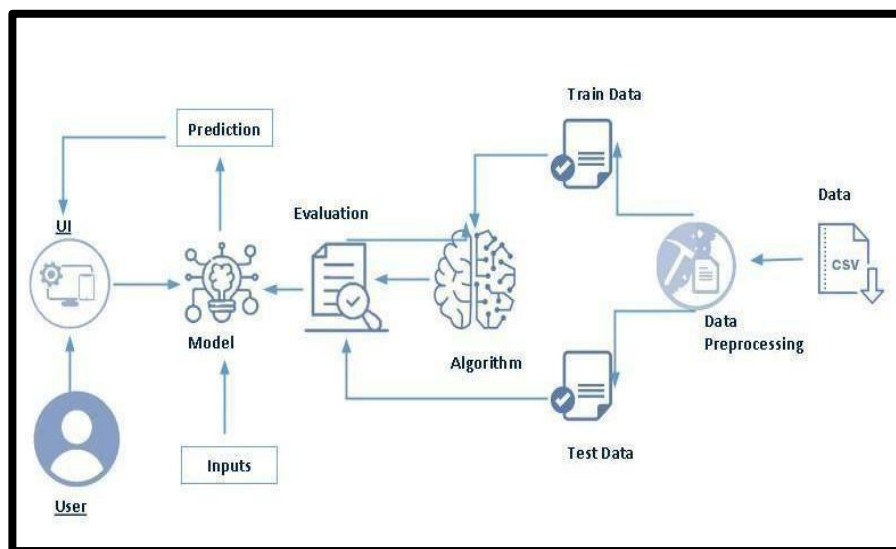 Train Data
Prediction
Data
Evaluation
UI
CSV
Model
Algorithm
Data
Preprocessing
Inputs
Test Data
User